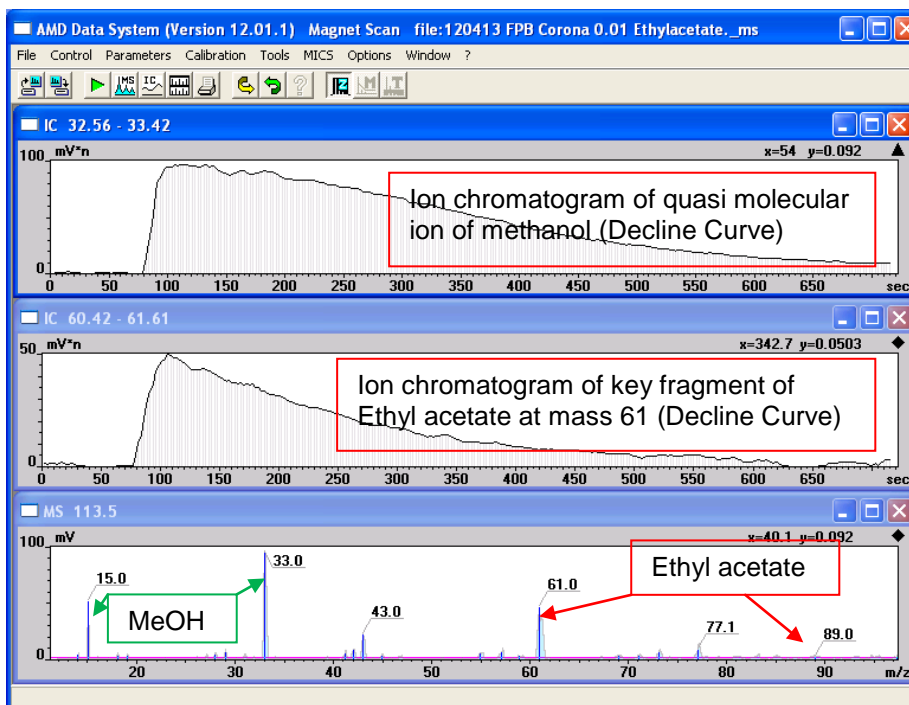 AMD Data System (Version 12.01.1) Magnet Scan file:120413 FPB Corona 0.01 Ethylacetate._ms
File Control Parameters Calibration Tools MICS Options Window ?
MS IC
IC 32.56 - 33.42
100 mV*n x=54 y=0.092
Ion chromatogram of quasi molecular
ion of methanol (Decline Curve)
0
50 100 150 200 250 300 350 400 450 500 550 600 650 sec
IC 60.42 - 61.61
50 mV*n x=342.7 y=0.0503
Ion chromatogram of key fragment of
Ethyl acetate at mass 61 (Decline Curve)
0
50 100 150 200 250 300 350 400 450 500 550 600 650 sec
MS 113.5
100 mV x=40.1 y=0.092
33.0
Ethyl acetate
15.0
61.0
MeOH
43.0
77.1
89.0
0
20 30 40 50 60 70 80 90 m/z